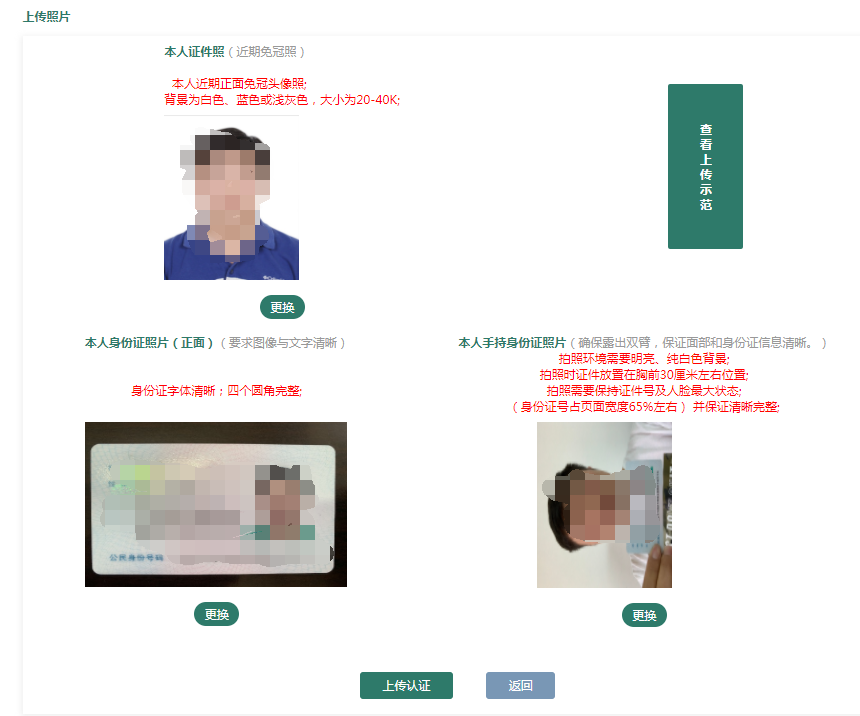 上传照片
本人证件照（近期免冠照）
本人近期正面免冠头像照;
背景为白色、蓝色或浅灰色，大小为20-40K;
查看上传示范
更换
本人身份证照片（正面）（要求图像与文字清晰）
身份证字体清晰；四个圆角完整;
公民身份号码
更换
本人手持身份证照片（确保露出双臂，保证面部和身份证信息清晰。）
拍照环境需要明亮、纯白色背景;
拍照时证件放置在胸前30厘米左右位置;
拍照需要保持证件号及人脸最大状态;
（身份证号占页面宽度65%左右）并保证清晰完整;
更换
上传认证
返回